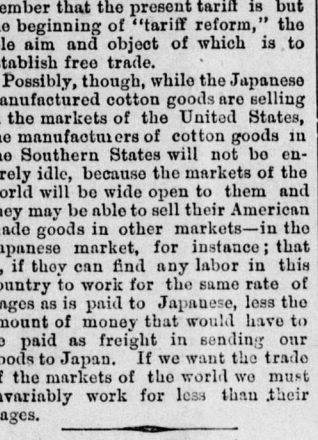 ember that the present tariff is but
e beginning of "tariff reform," the
le aim and object of which is to
tablish free trade.
Possibly, though, while the Japanese
anufactured cotton goods are selling
the markets of the United States,
he manufacturers of cotton goods in
he Southern States will not be en-
rely idle, because the markets of the
orld will be wide open to them and
hey may be able to sell their American
ade goods in other markets—in the
apanese market, for instance; that
, if they can find any labor in this
ountry to work for the same rate of
ages as is paid to Japanese, less the
mount of money that would have to
e paid as freight in sending our
oods to Japan. If we want the trade
f the markets of the world we must
variably work for less than their
ages.